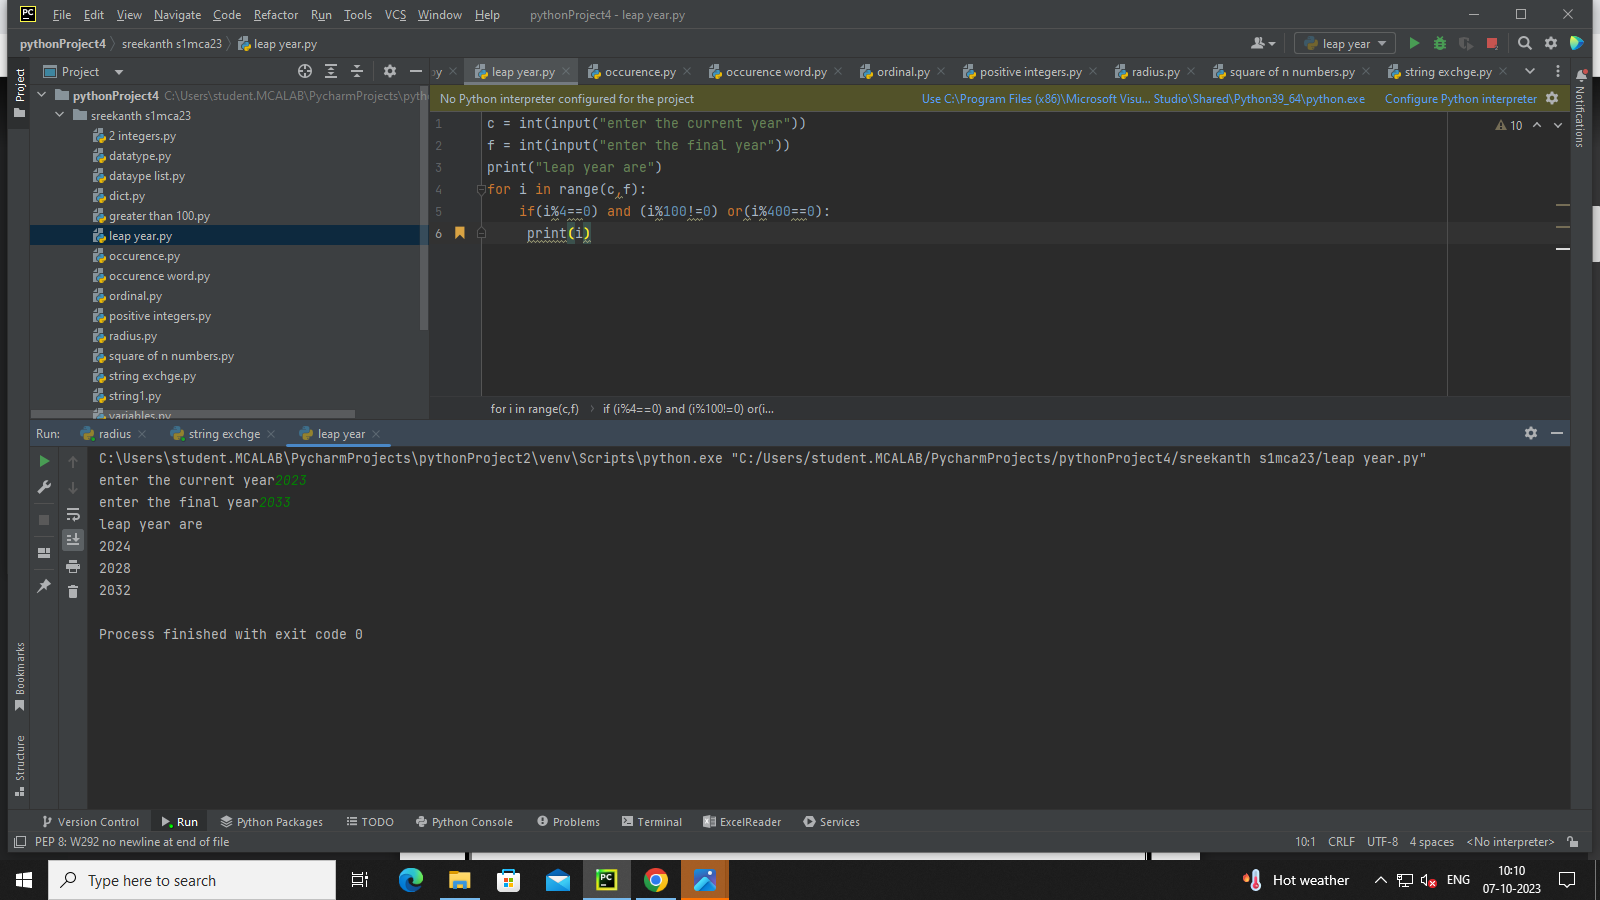 PC File Edit View Navigate Code Refactor Run Tools VCS Window Help pythonProject4 - leap year.py
pythonProject4 sreekanth s1mca23 leap year.py leap year
Project Project py leap year.py occurence.py occurence word.py ordinal.py positive integers.py radius.py square of n numbers.py string exchge.py
pythonProject4 C:\Users\student.MCALAB\PycharmProjects\pyth
No Python interpreter configured for the project Use C:\Program Files (x86)\Microsoft Visu... Studio\Shared\Python39_64\python.exe Configure Python interpreter
Notifications
sreekanth s1mca23
2 integers.py
datatype.py
dataype list.py
dict.py
greater than 100.py
leap year.py
occurence.py
occurence word.py
ordinal.py
positive integers.py
radius.py
square of n numbers.py
string exchge.py
string1.py
variables.py
1 c = int(input("enter the current year"))
2 f = int(input("enter the final year"))
3 print("leap year are")
4 for i in range(c,f):
5 if(i%4==0) and (i%100!=0) or(i%400==0):
6 print(i)
10
for i in range(c,f) if (i%4==0) and (i%100!=0) or(i...
Run: radius string exchge leap year
C:\Users\student.MCALAB\PycharmProjects\pythonProject2\venv\Scripts\python.exe "C:/Users/student.MCALAB/PycharmProjects/pythonProject4/sreekanth s1mca23/leap year.py"
enter the current year2023
enter the final year2033
leap year are
2024
2028
2032
Process finished with exit code 0
Bookmarks
Structure
Version Control Run Python Packages TODO Python Console Problems Terminal ExcelReader Services
PEP 8: W292 no newline at end of file 10:1 CRLF UTF-8 4 spaces <No interpreter>
Type here to search PC Hot weather ENG 10:10
07-10-2023